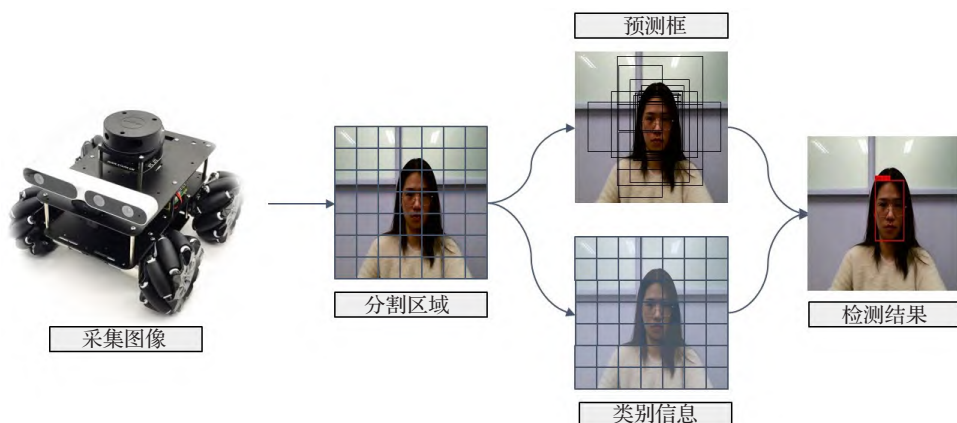 预测框
分割区域
采集图像
检测结果
类别信息